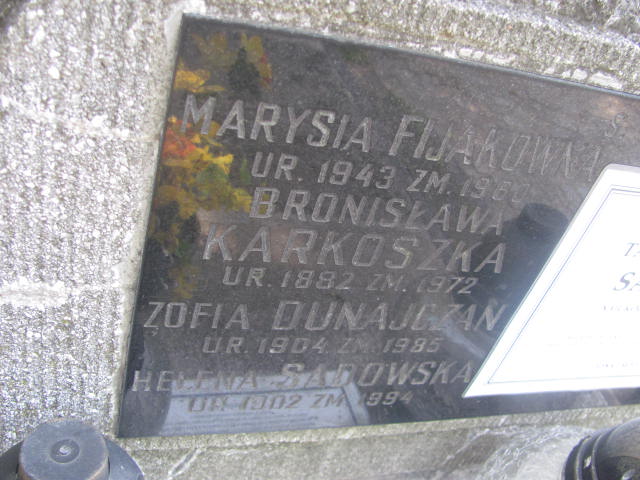 MARYSIA FIJAKOWNA
UR. 1943 ZM. 1960
BRONISŁAWA
KARKOSZKA
UR. 1882 ZM. 1972
ZOFIA DUNAJCZAN
UR. 1904 ZM. 1985
HELENA SADOWSKA
UR. 1902 ZM. 1994